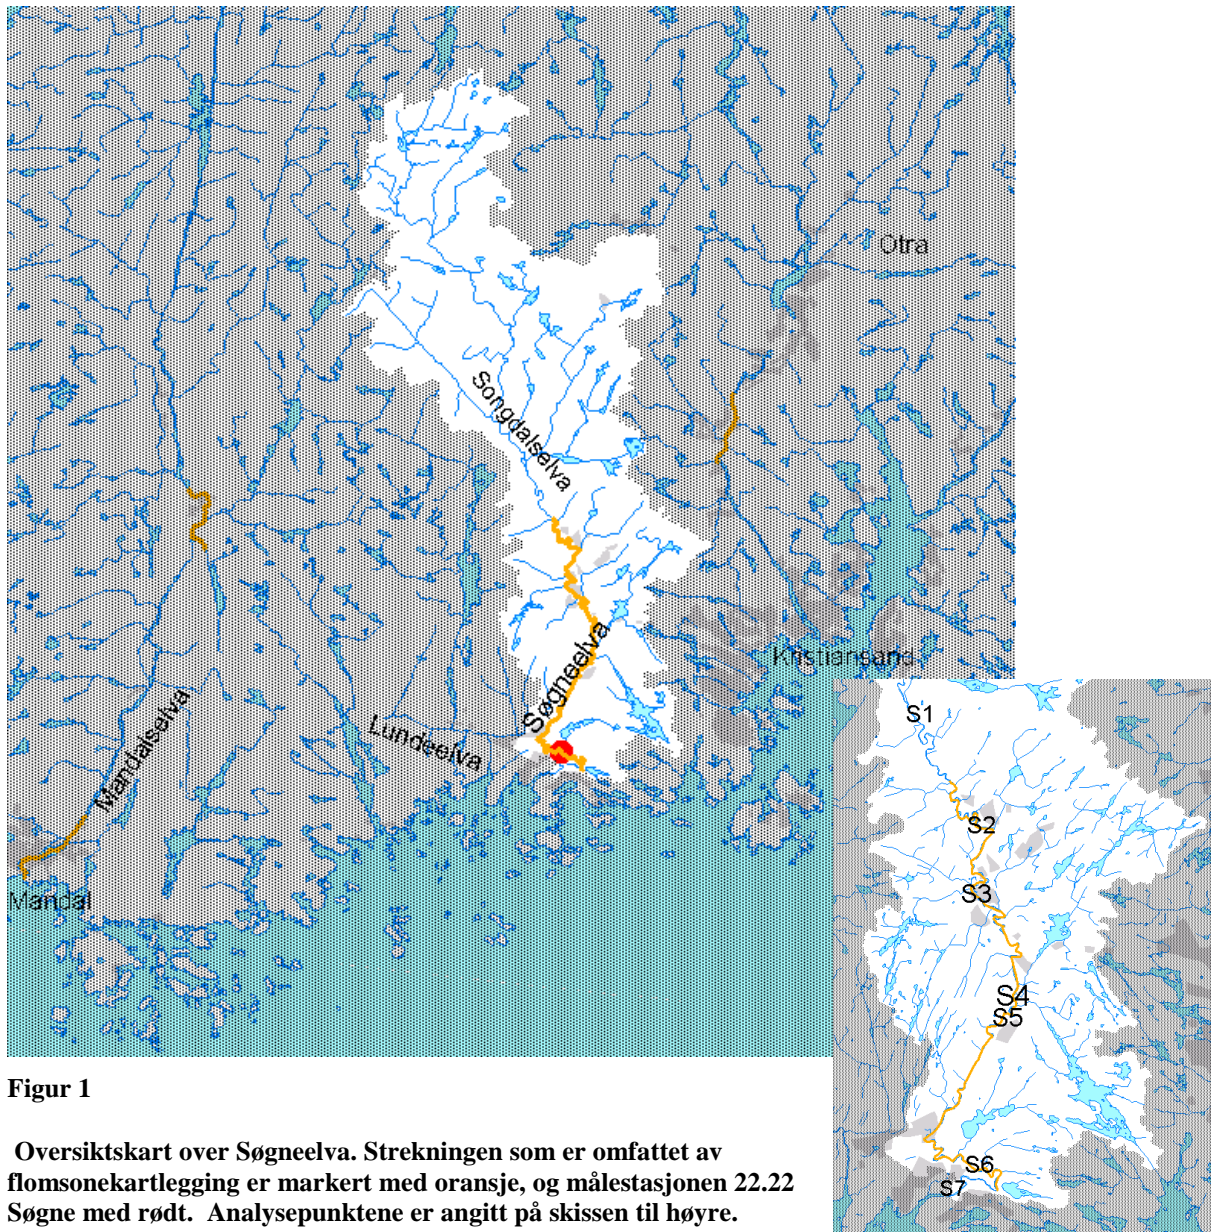 Otra
Songdalselva
Søgneelva
Kristiansand
Mandalselva
Lundeelva
Mandal
S1
S2
S3
S4
S5
S6
S7
Figur 1
Oversiktskart over Søgneelva. Strekningen som er omfattet av
flomsonekartlegging er markert med oransje, og målestasjonen 22.22
Søgne med rødt. Analysepunktene er angitt på skissen til høyre.